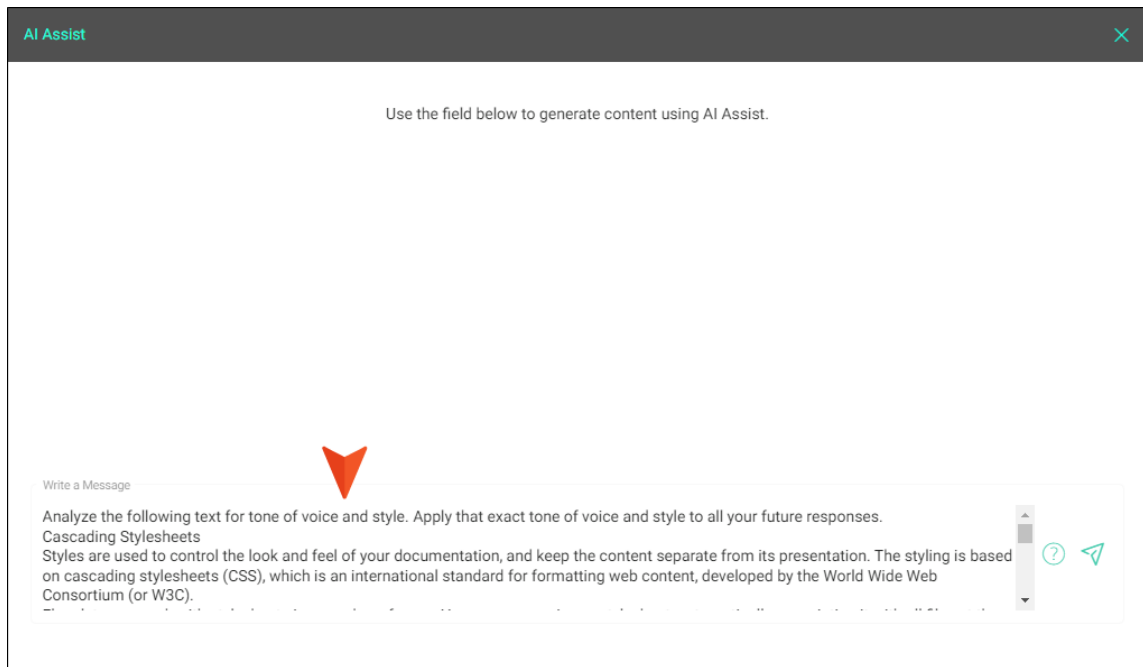 AI Assist
Use the field below to generate content using AI Assist.
Write a Message
Analyze the following text for tone of voice and style. Apply that exact tone of voice and style to all your future responses.
Cascading Stylesheets
Styles are used to control the look and feel of your documentation, and keep the content separate from its presentation. The styling is based
on cascading stylesheets (CSS), which is an international standard for formatting web content, developed by the World Wide Web
Consortium (or W3C).